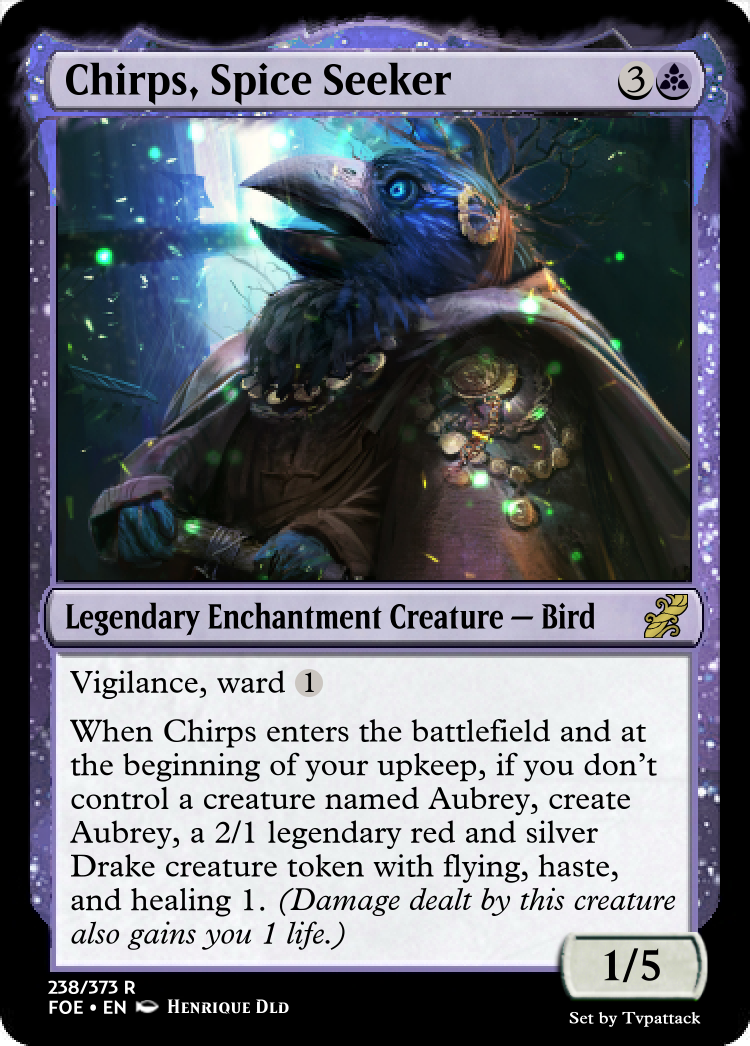 Chirps, Spice Seeker 3
Legendary Enchantment Creature — Bird
Vigilance, ward 1
When Chirps enters the battlefield and at
the beginning of your upkeep, if you don't
control a creature named Aubrey, create
Aubrey, a 2/1 legendary red and silver
Drake creature token with flying, haste,
and healing 1. (Damage dealt by this creature
also gains you 1 life.)
1/5
238/373 R
FOE • EN Henrique Dld
Set by Tvpattack